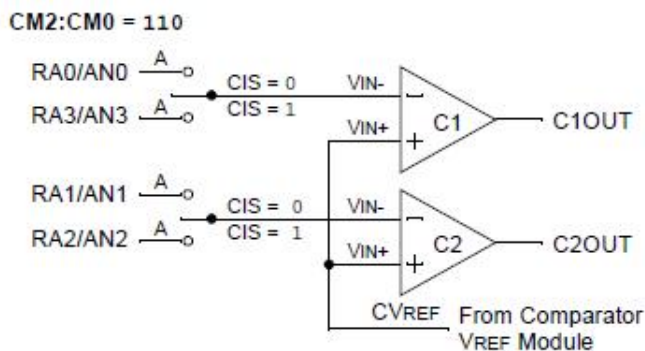 CM2:CM0 = 110
RA0/AN0 A CIS = 0 VIN-
RA3/AN3 A CIS = 1 VIN+
- + C1 C1OUT
RA1/AN1 A CIS = 0 VIN-
RA2/AN2 A CIS = 1 VIN+
- + C2 C2OUT
CVREF From Comparator
VREF Module